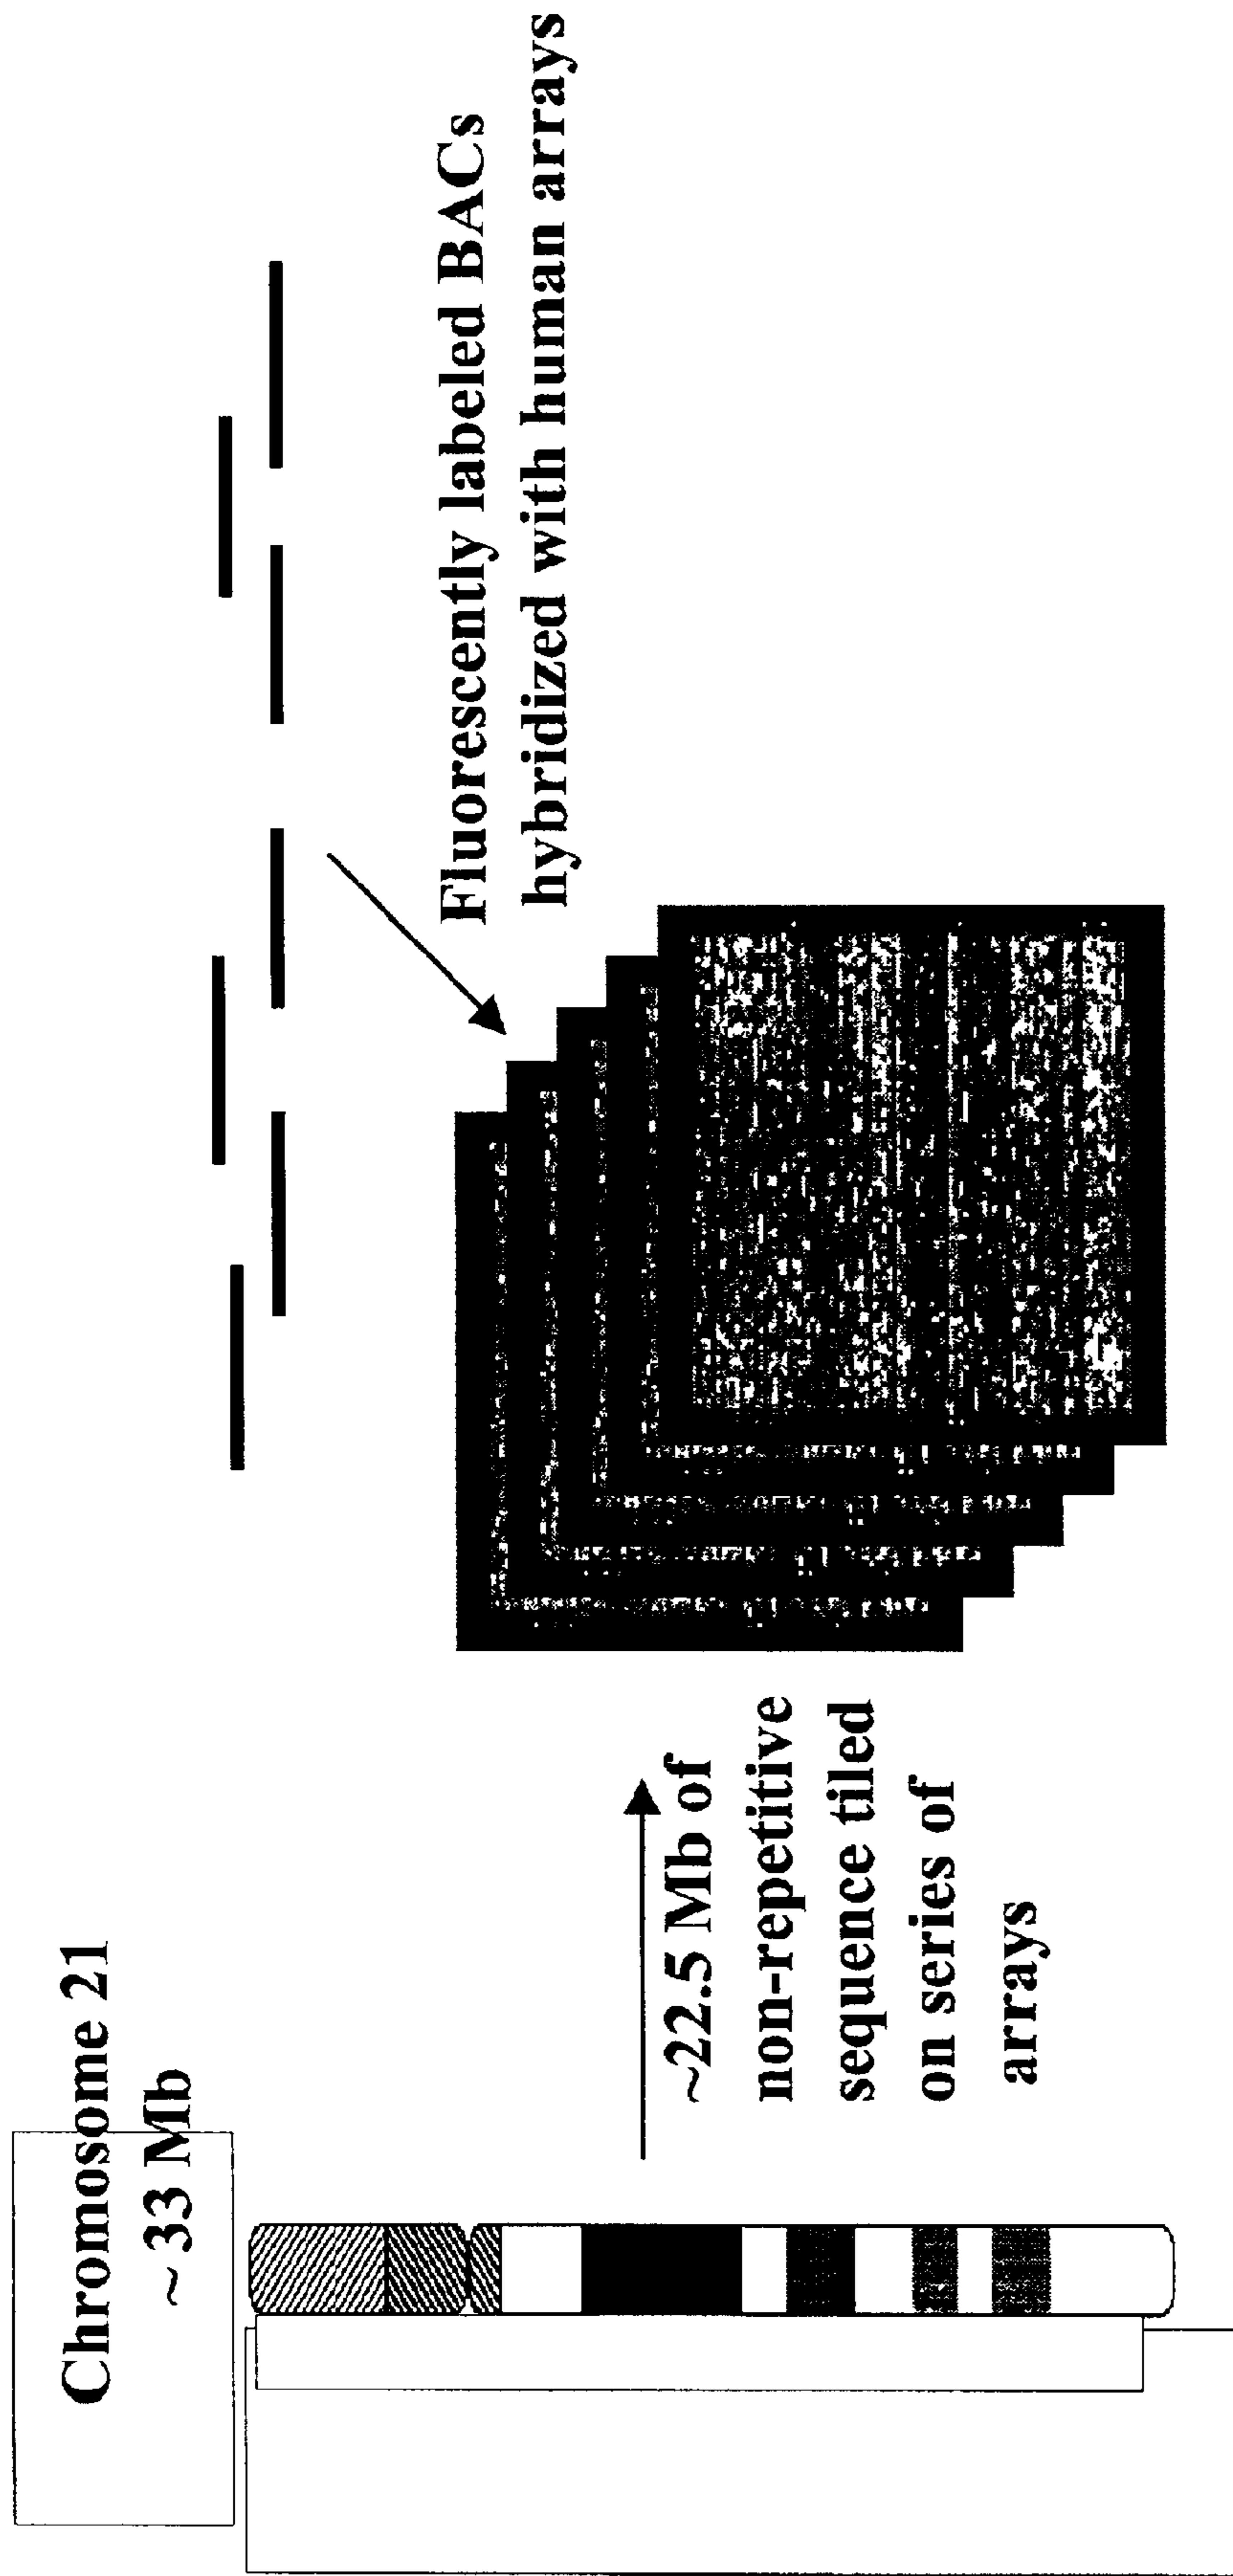 Chromosome 21
~ 33 Mb
~22.5 Mb of
non-repetitive
sequence tiled
on series of
arrays
Fluorescently labeled BACs
hybridized with human arrays